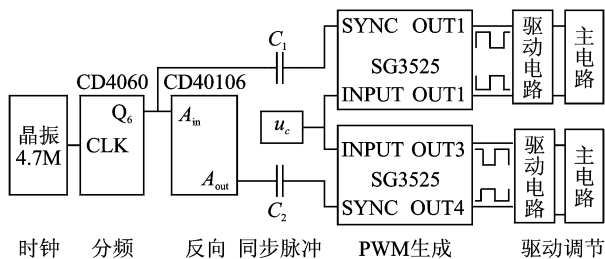 C1
SYNC OUT1
SG3525
INPUT OUT1
驱动电路
主电路
CD4060
CD40106
晶振
4.7M
Q6
CLK
Ain
Aout
uc
INPUT OUT3
SG3525
SYNC OUT4
驱动电路
主电路
C2
时钟 分频 反向 同步脉冲 PWM生成 驱动调节